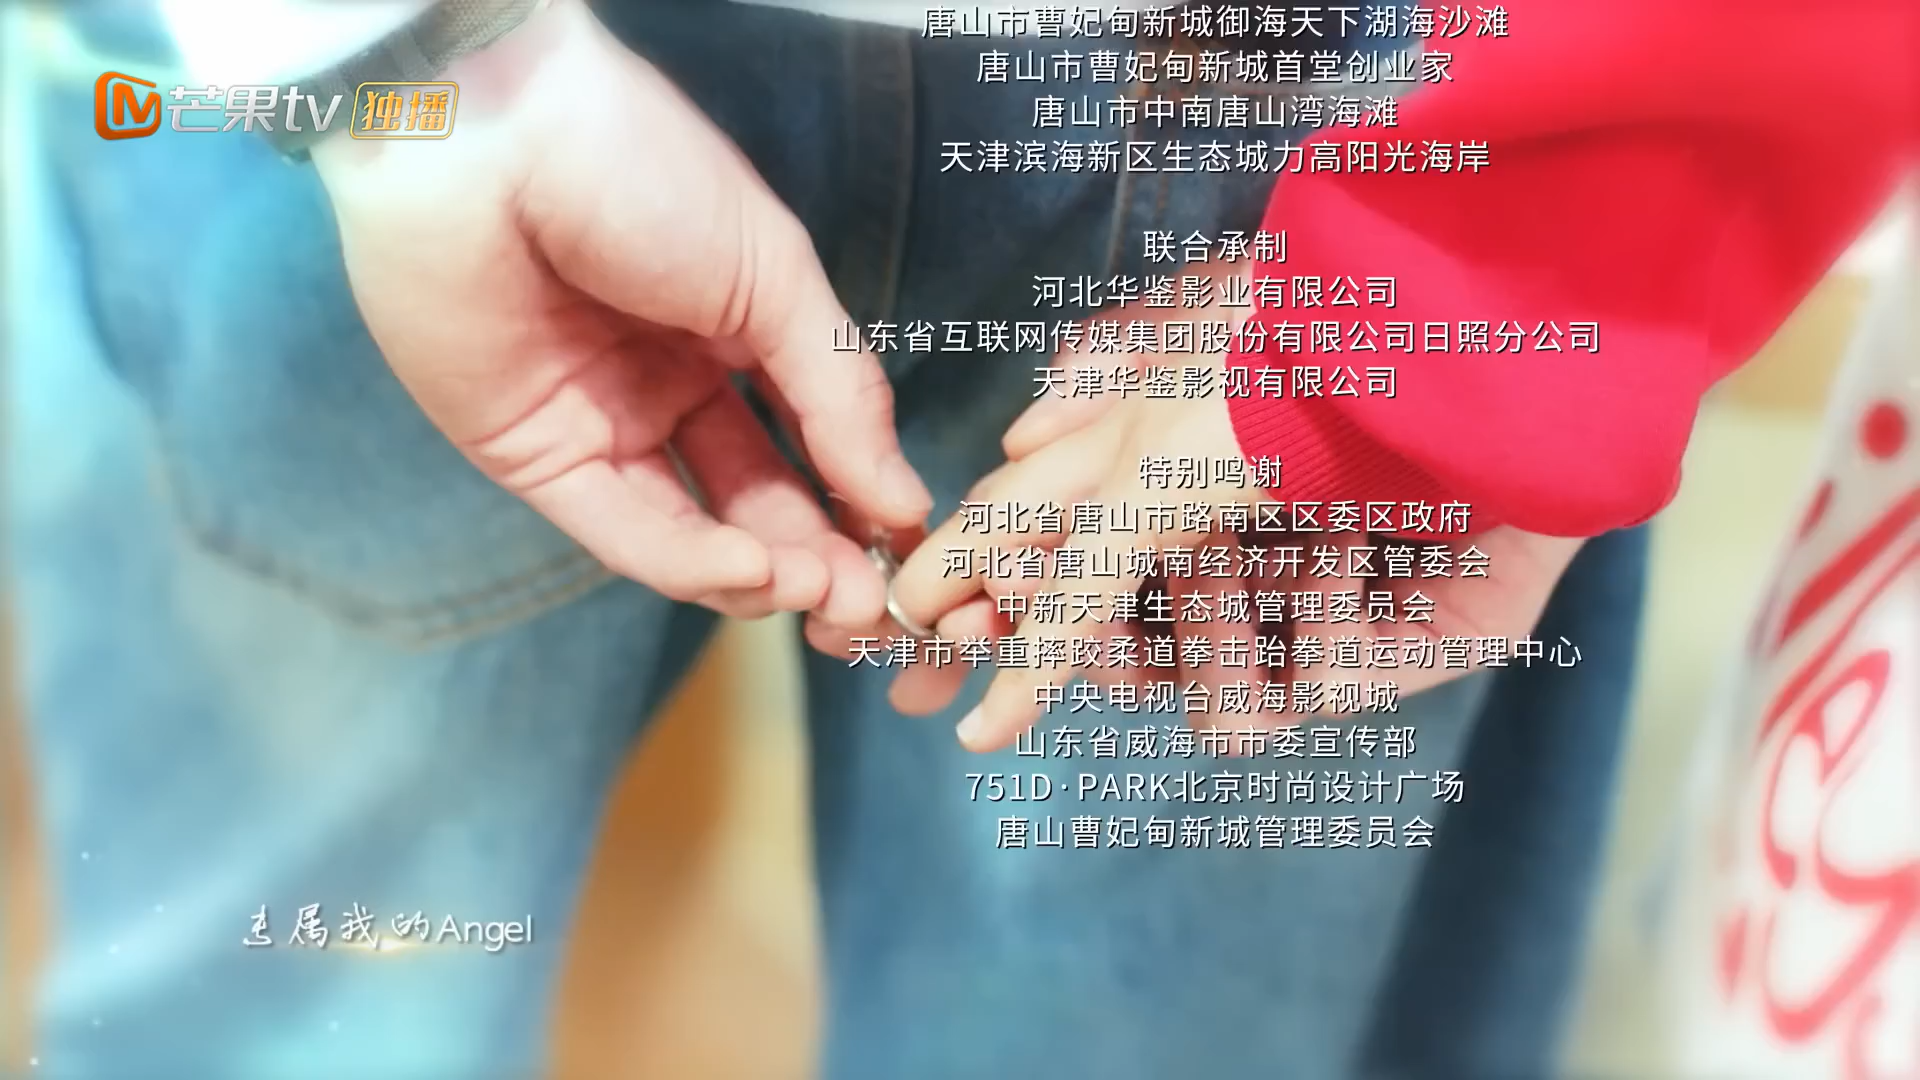 芒果tv 独播
唐山市曹妃甸新城御海天下湖海沙滩
唐山市曹妃甸新城首堂创业家
唐山市中南唐山湾海滩
天津滨海新区生态城力高阳光海岸
联合承制
河北华鉴影业有限公司
山东省互联网传媒集团股份有限公司日照分公司
天津华鉴影视有限公司
特别鸣谢
河北省唐山市路南区区委区政府
河北省唐山城南经济开发区管委会
中新天津生态城管理委员会
天津市举重摔跤柔道拳击跆拳道运动管理中心
中央电视台威海影视城
山东省威海市市委宣传部
751D·PARK北京时尚设计广场
唐山曹妃甸新城管理委员会
专属我的Angel